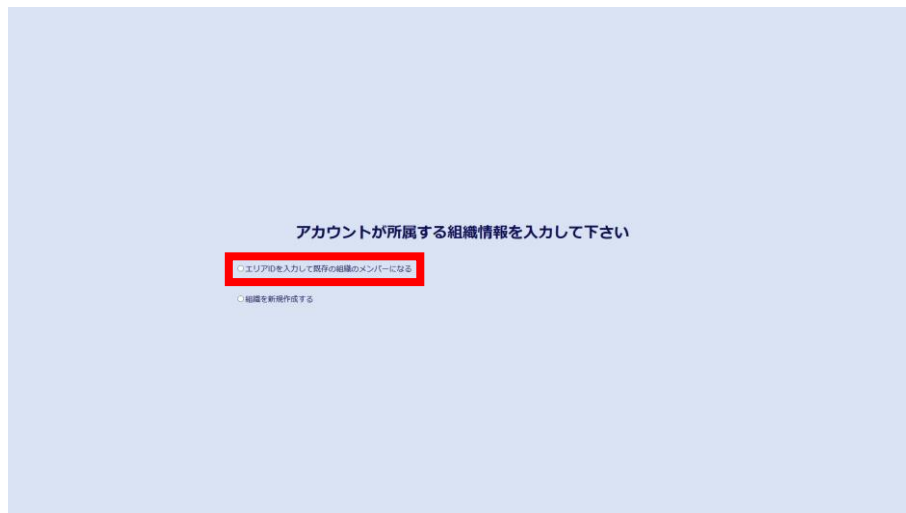 アカウントが所属する組織情報を入力して下さい
エリアIDを入力して既存の組織のメンバーになる
組織を新規作成する